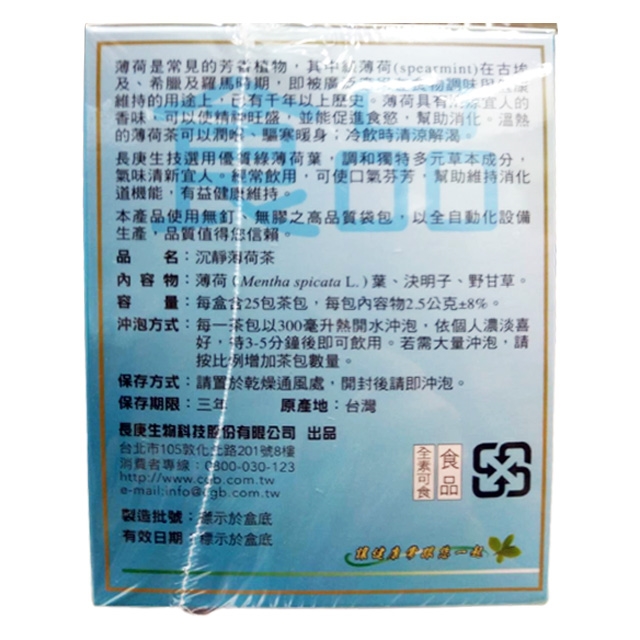 薄荷是常見的芳香植物，其中綠薄荷(spearmint)在古埃
及、希臘及羅馬時期，即被廣
維持的用途上，已有千年以上歷史。薄荷具有 宜人的
香味，可以使精神旺盛，並能促進食慾，幫助消化。溫熱
的薄荷茶可以潤喉、驅寒暖身；冷飲時清涼解渴
長庚生技選用優質綠薄荷葉，調和獨特多元草本成分，
氣味清新宜人，經常飲用，可使口氣芬芳，幫助維持消化
道機能，有益健康維持。
本產品使用無釘、無膠之高品質袋包，以全自動化設備
生產，品質值得您信賴。
品名：沉靜薄荷茶
內容物：薄荷(Mentha spicata L.)葉、決明子、野甘草。
容量：每盒含25包茶包，每包內容物2.5公克±8%。
沖泡方式：每一茶包以300毫升熱開水沖泡，依個人濃淡喜
好，待3-5分鐘後即可飲用。若需大量沖泡，請
按比例增加茶包數量。
保存方式：請置於乾燥通風處，開封後請即沖泡。
保存期限：三年 原產地：台灣
長庚生物科技股份有限公司 出品
台北市105敦化北路201號8樓
消費者專線：0800-030-123
http://www.cgb.com.tw
e-mail:info@cgb.com.tw
食品
全素可食
製造批號：標示於盒底
有效日期：標示於盒底
讓健康常跟您一起